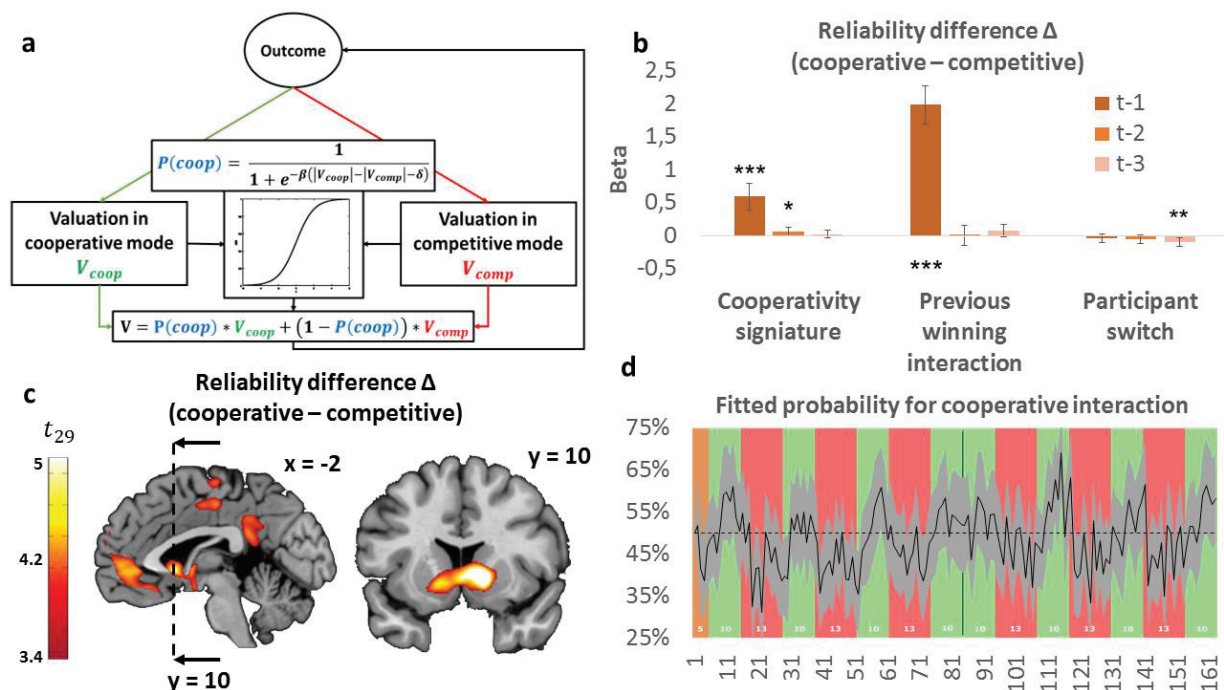 a
Outcome
P(coop) = 1 / 1 + e^{-β(|V_coop|-|V_comp|-δ)}
Valuation in
cooperative mode
V_coop
Valuation in
competitive mode
V_comp
V = P(coop) * V_coop + (1 - P(coop)) * V_comp
b
Reliability difference Δ
(cooperative – competitive)
2,5
2
1,5
1
0,5
0
-0,5
Beta
t-1
t-2
t-3
***
*
***
**
Cooperativity
signiature
Previous
winning
interaction
Participant
switch
c
Reliability difference Δ
(cooperative – competitive)
t_29
5
4.2
3.4
x = -2
y = 10
y = 10
d
Fitted probability for cooperative interaction
75%
65%
55%
45%
35%
25%
5 10 13 10 13 10 13 10 10 13 10 13 10 13 10
1 11 21 31 41 51 61 71 81 91 101 111 121 131 141 151 161